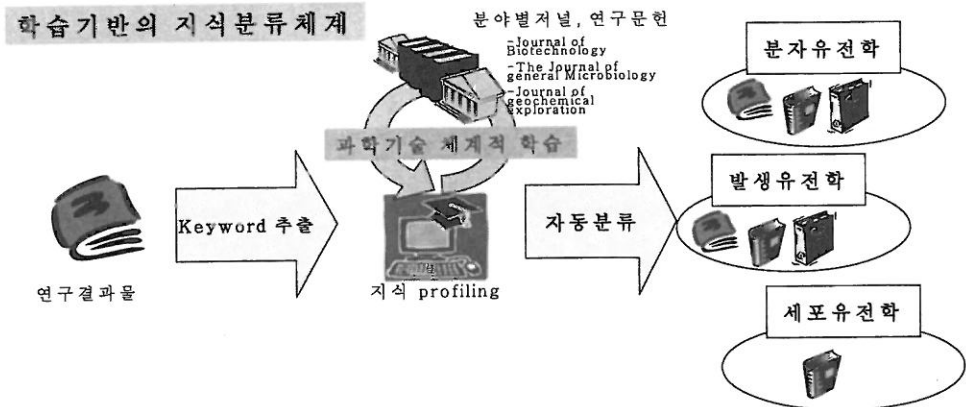 학습기반의 지식분류체계
분야별저널, 연구문헌
-Journal of
Biotechnology
-The Journal of
general Microbiology
-Journal of
geochemical
exploration
과학기술 체계적 학습
Keyword 추출
자동분류
연구결과물
지식 profiling
분자유전학
발생유전학
세포유전학